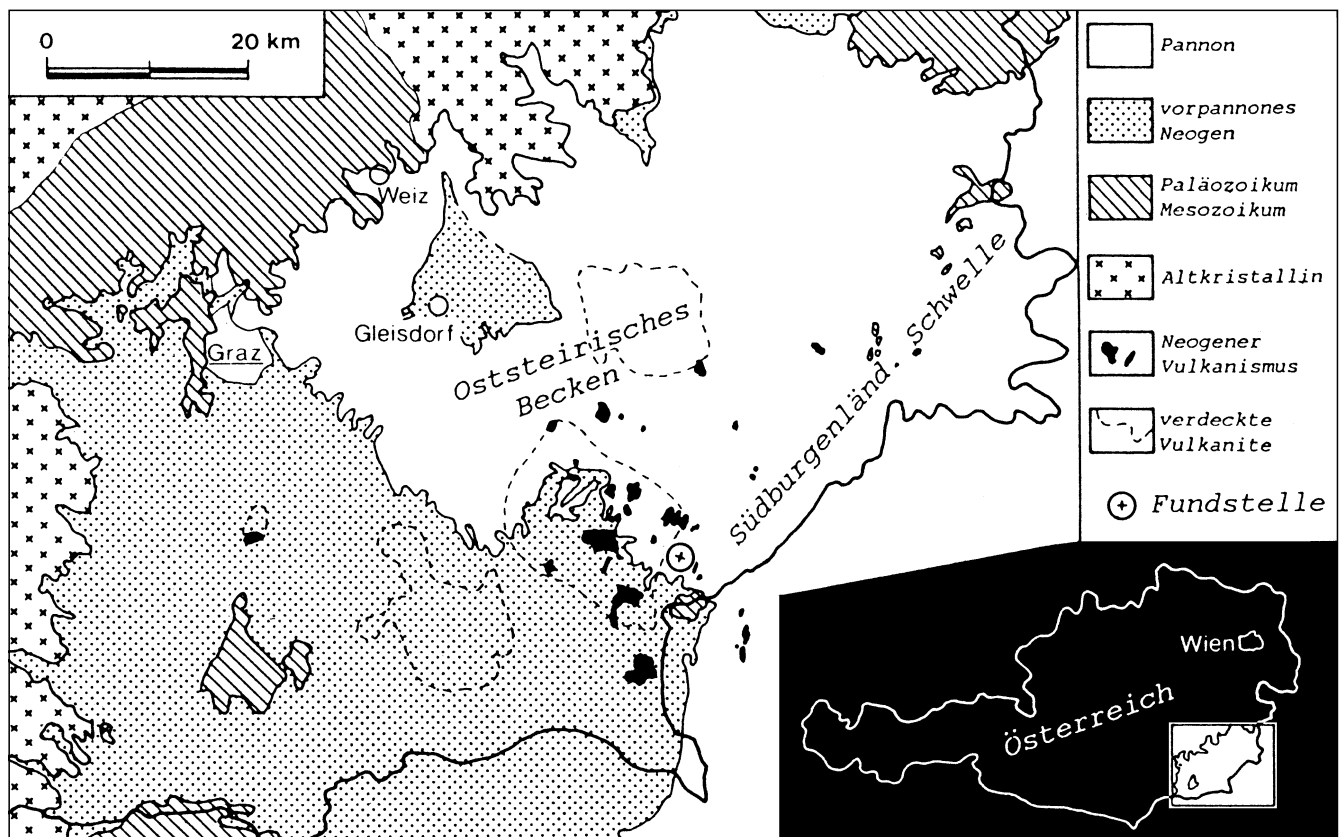 0 20 km
Weiz
Gleisdorf
Graz
Oststeirisches
Becken
Südburgenländ. Schwelle
Pannon
vorpannones
Neogen
Paläozoikum
Mesozoikum
Altkristallin
Neogener
Vulkanismus
verdeckte
Vulkanite
Fundstelle
Wien
Österreich